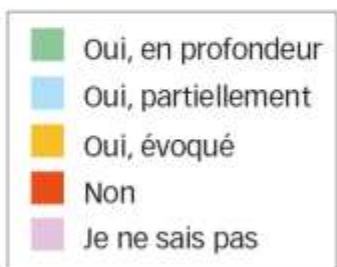 Oui, en profondeur
Oui, partiellement
Oui, évoqué
Non
Je ne sais pas